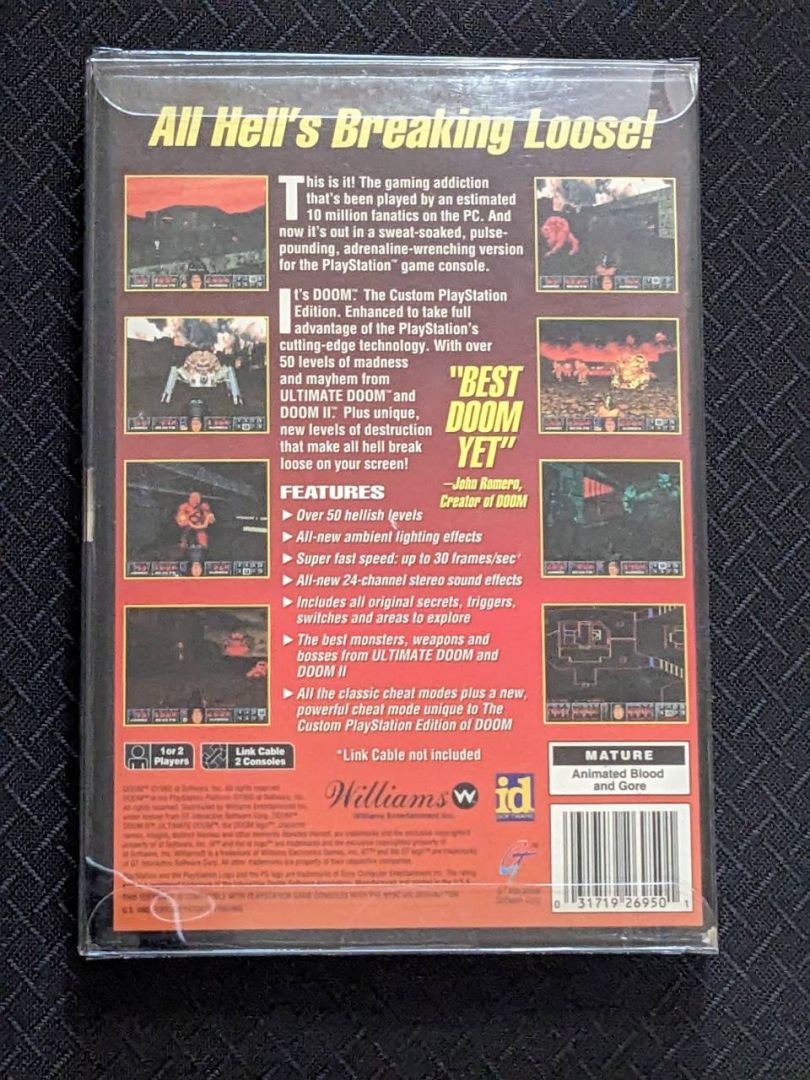 All Hell's Breaking Loose!
This is it! The gaming addiction
that's been played by an estimated
10 million fanatics on the PC. And
now it's out in a sweat-soaked, pulse-
pounding, adrenaline-wrenching version
for the PlayStation™ game console.
It's DOOM™. The Custom PlayStation
Edition. Enhanced to take full
advantage of the PlayStation's
cutting-edge technology. With over
50 levels of madness
and mayhem from
ULTIMATE DOOM™ and
DOOM II™. Plus unique,
new levels of destruction
that make all hell break
loose on your screen!
"BEST
DOOM
YET"
—John Romero,
Creator of DOOM
FEATURES
▶ Over 50 hellish levels
▶ All-new ambient lighting effects
▶ Super fast speed: up to 30 frames/sec
▶ All-new 24-channel stereo sound effects
▶ Includes all original secrets, triggers,
switches and areas to explore
▶ The best monsters, weapons and
bosses from ULTIMATE DOOM and
DOOM II
▶ All the classic cheat modes plus a new,
powerful cheat mode unique to The
Custom PlayStation Edition of DOOM
1 or 2
Players
Link Cable
2 Consoles
*Link Cable not included
Williams W
Williams Entertainment Inc.
id
SOFTWARE
GT
GT Interactive
Software Corp.
MATURE
Animated Blood
and Gore
0 31719 26950 1